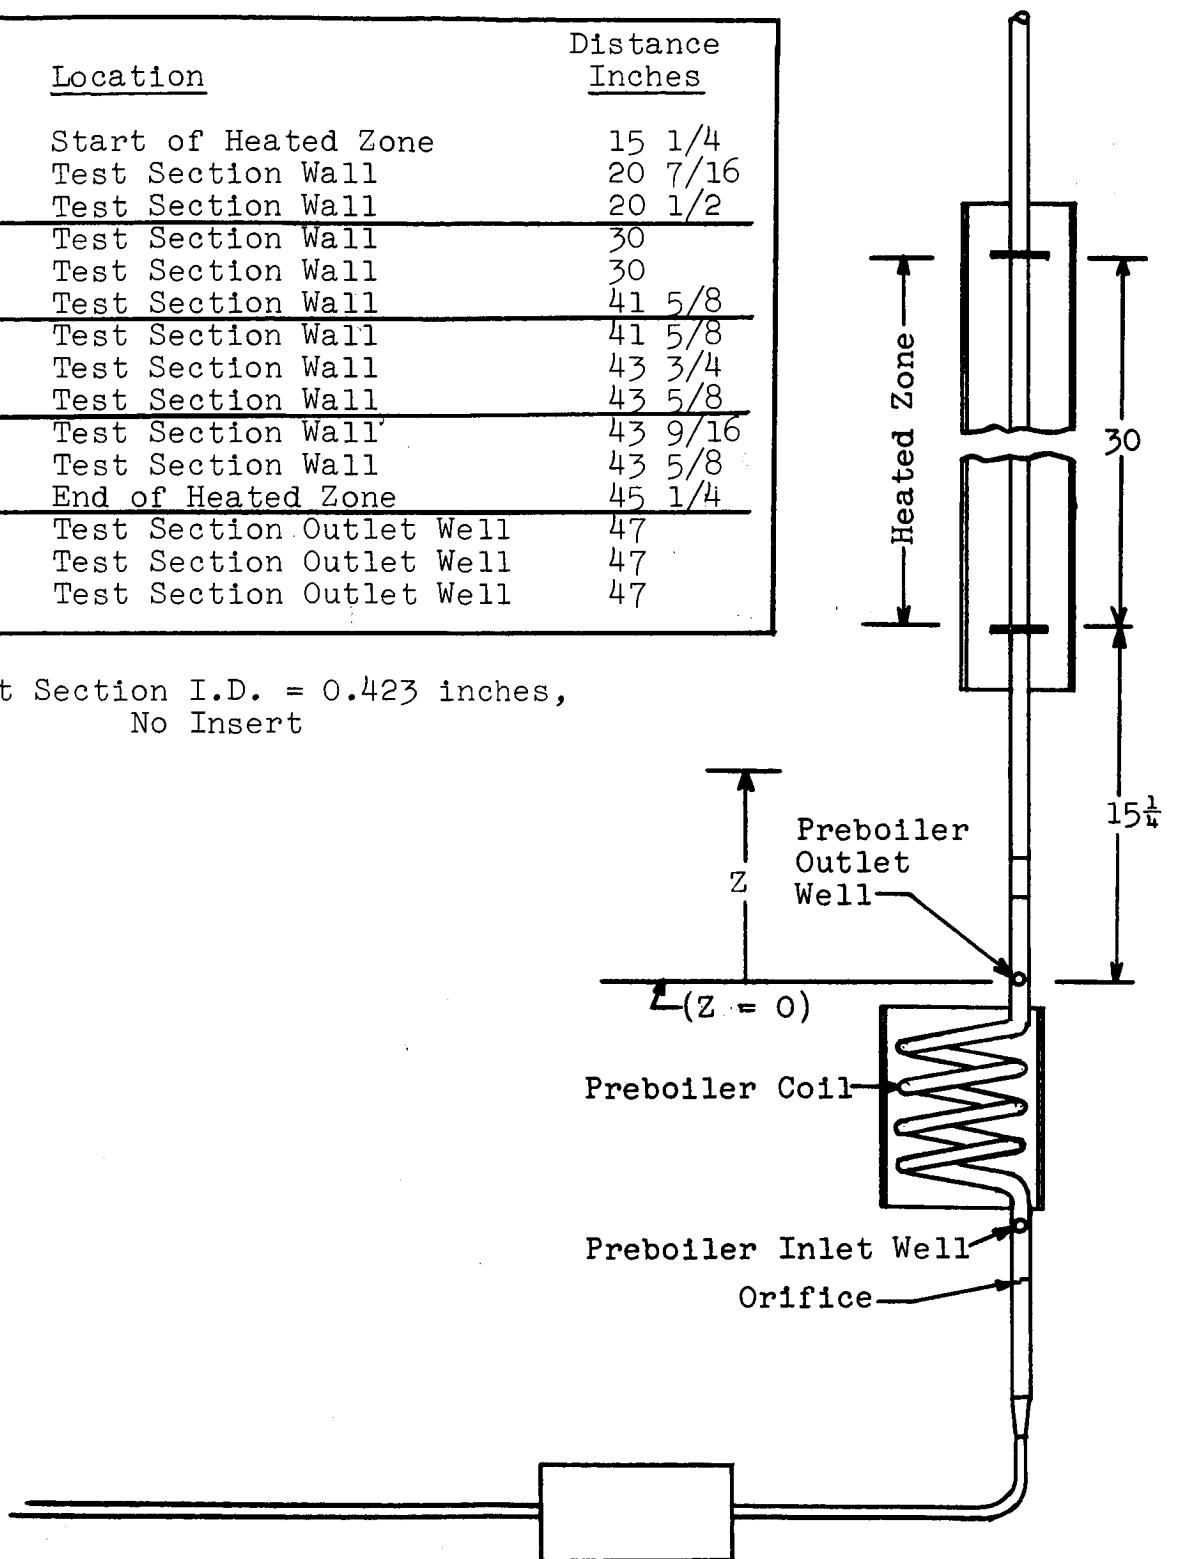 Distance
Location Inches
Start of Heated Zone 15 1/4
Test Section Wall 20 7/16
Test Section Wall 20 1/2
Test Section Wall 30
Test Section Wall 30
Test Section Wall 41 5/8
Test Section Wall 41 5/8
Test Section Wall 43 3/4
Test Section Wall 43 5/8
Test Section Wall 43 9/16
Test Section Wall 43 5/8
End of Heated Zone 45 1/4
Test Section Outlet Well 47
Test Section Outlet Well 47
Test Section Outlet Well 47
t Section I.D. = 0.423 inches,
No Insert
Heated Zone
30
15¼
Preboiler
Outlet
Well
Z
(Z = 0)
Preboiler Coil
Preboiler Inlet Well
Orifice